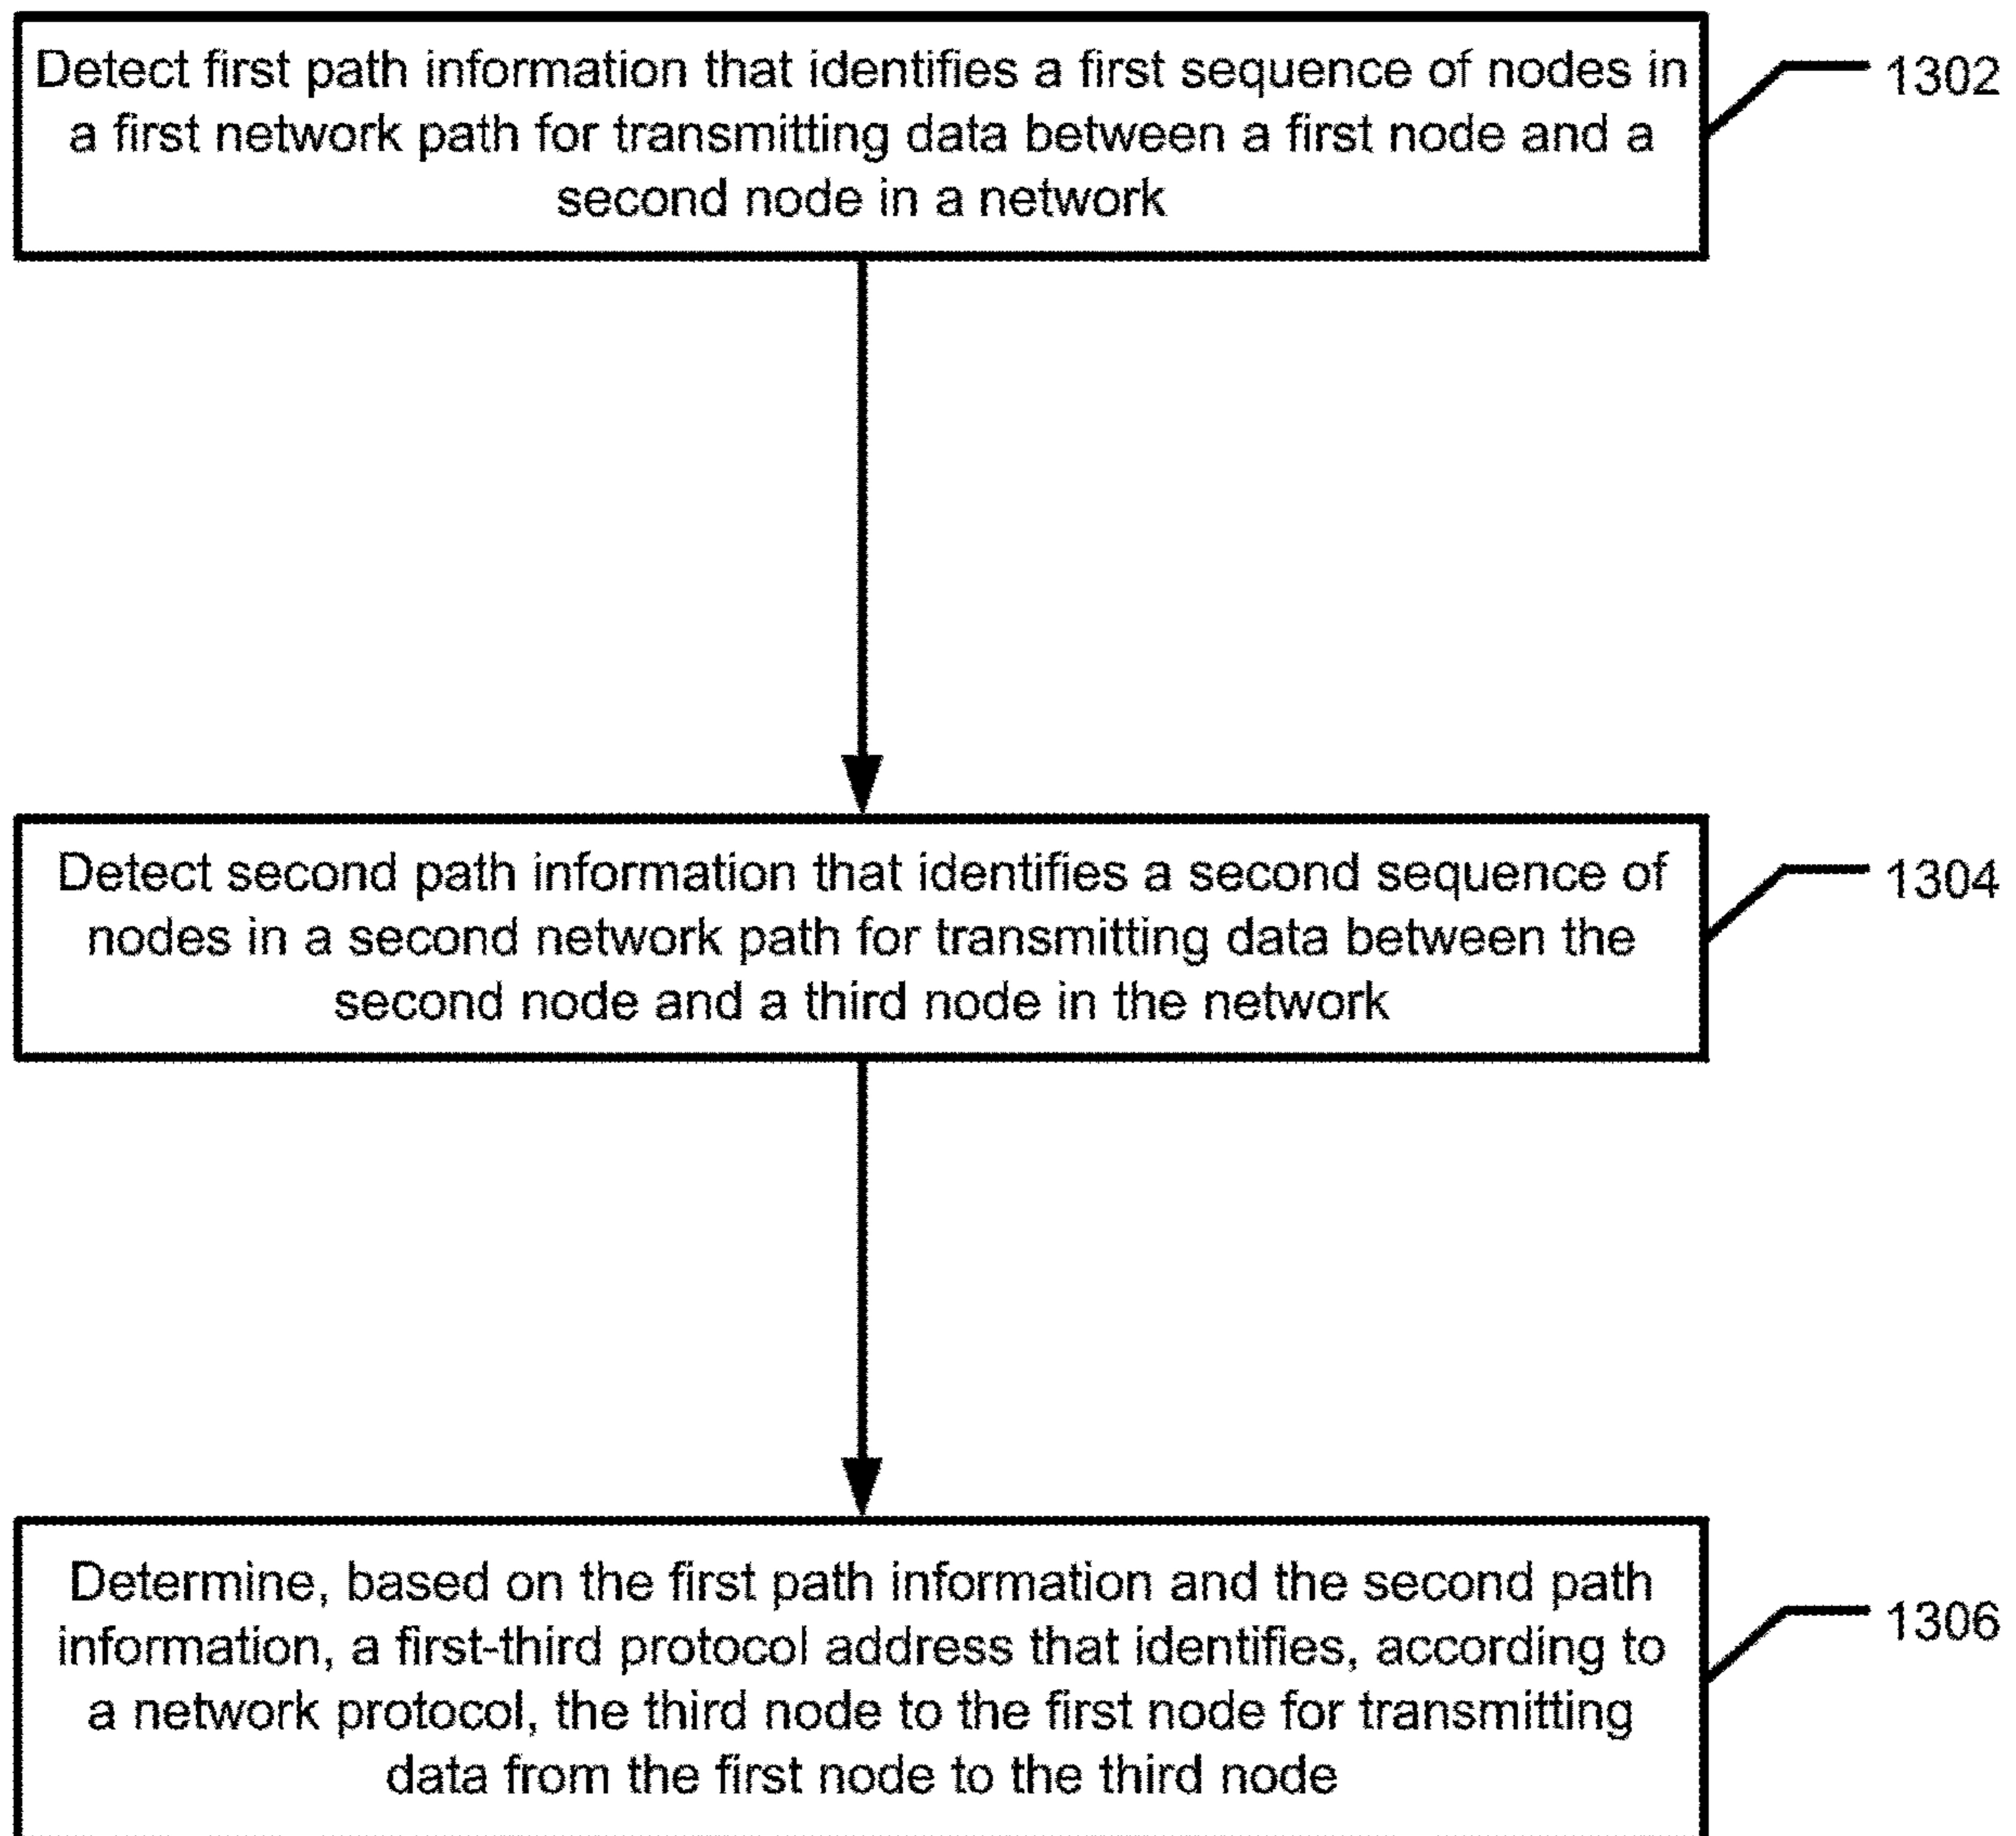 Detect first path information that identifies a first sequence of nodes in
a first network path for transmitting data between a first node and a
second node in a network
1302
Detect second path information that identifies a second sequence of
nodes in a second network path for transmitting data between the
second node and a third node in the network
1304
Determine, based on the first path information and the second path
information, a first-third protocol address that identifies, according to
a network protocol, the third node to the first node for transmitting
data from the first node to the third node
1306